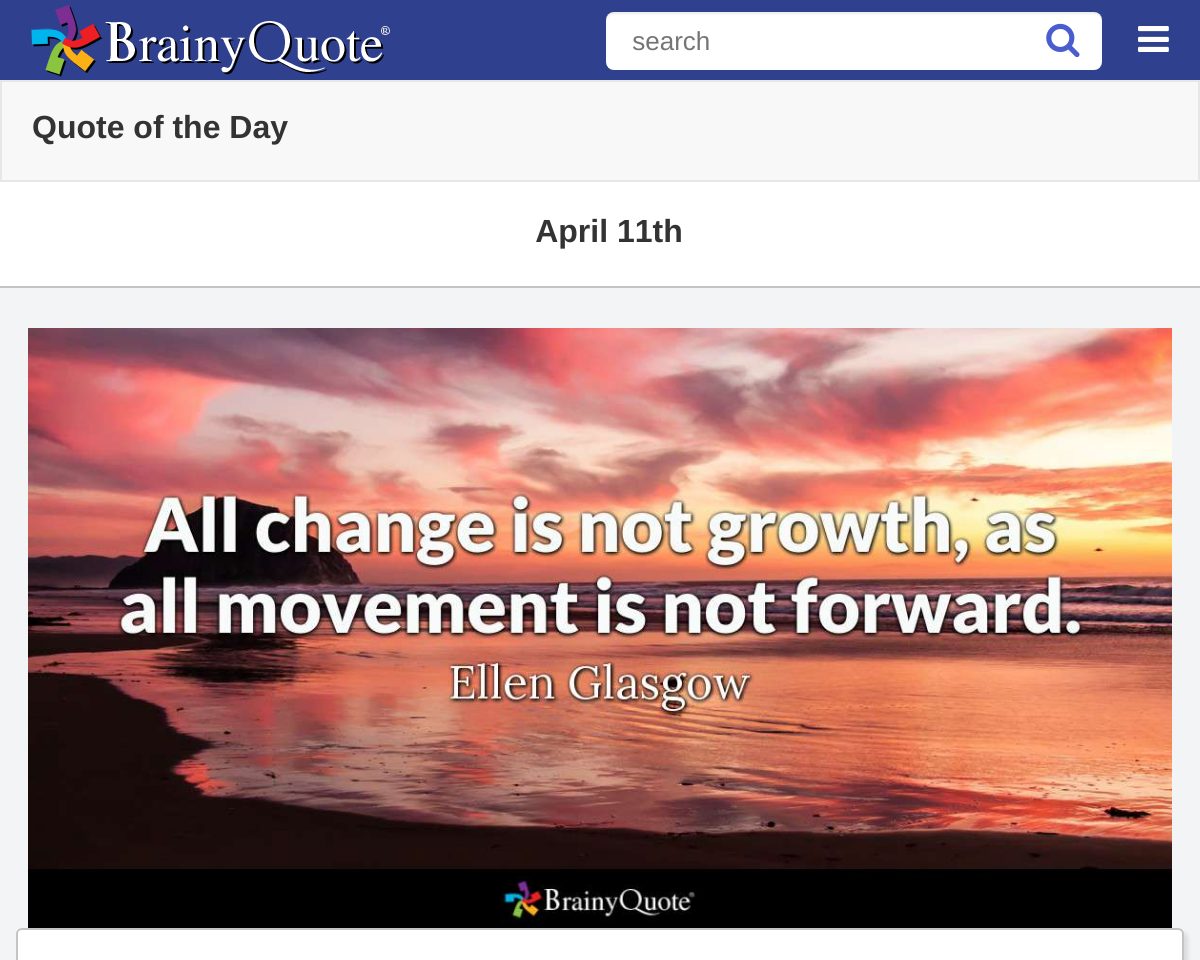 BrainyQuote®
search
Quote of the Day
April 11th
All change is not growth, as
all movement is not forward.
Ellen Glasgow
BrainyQuote®